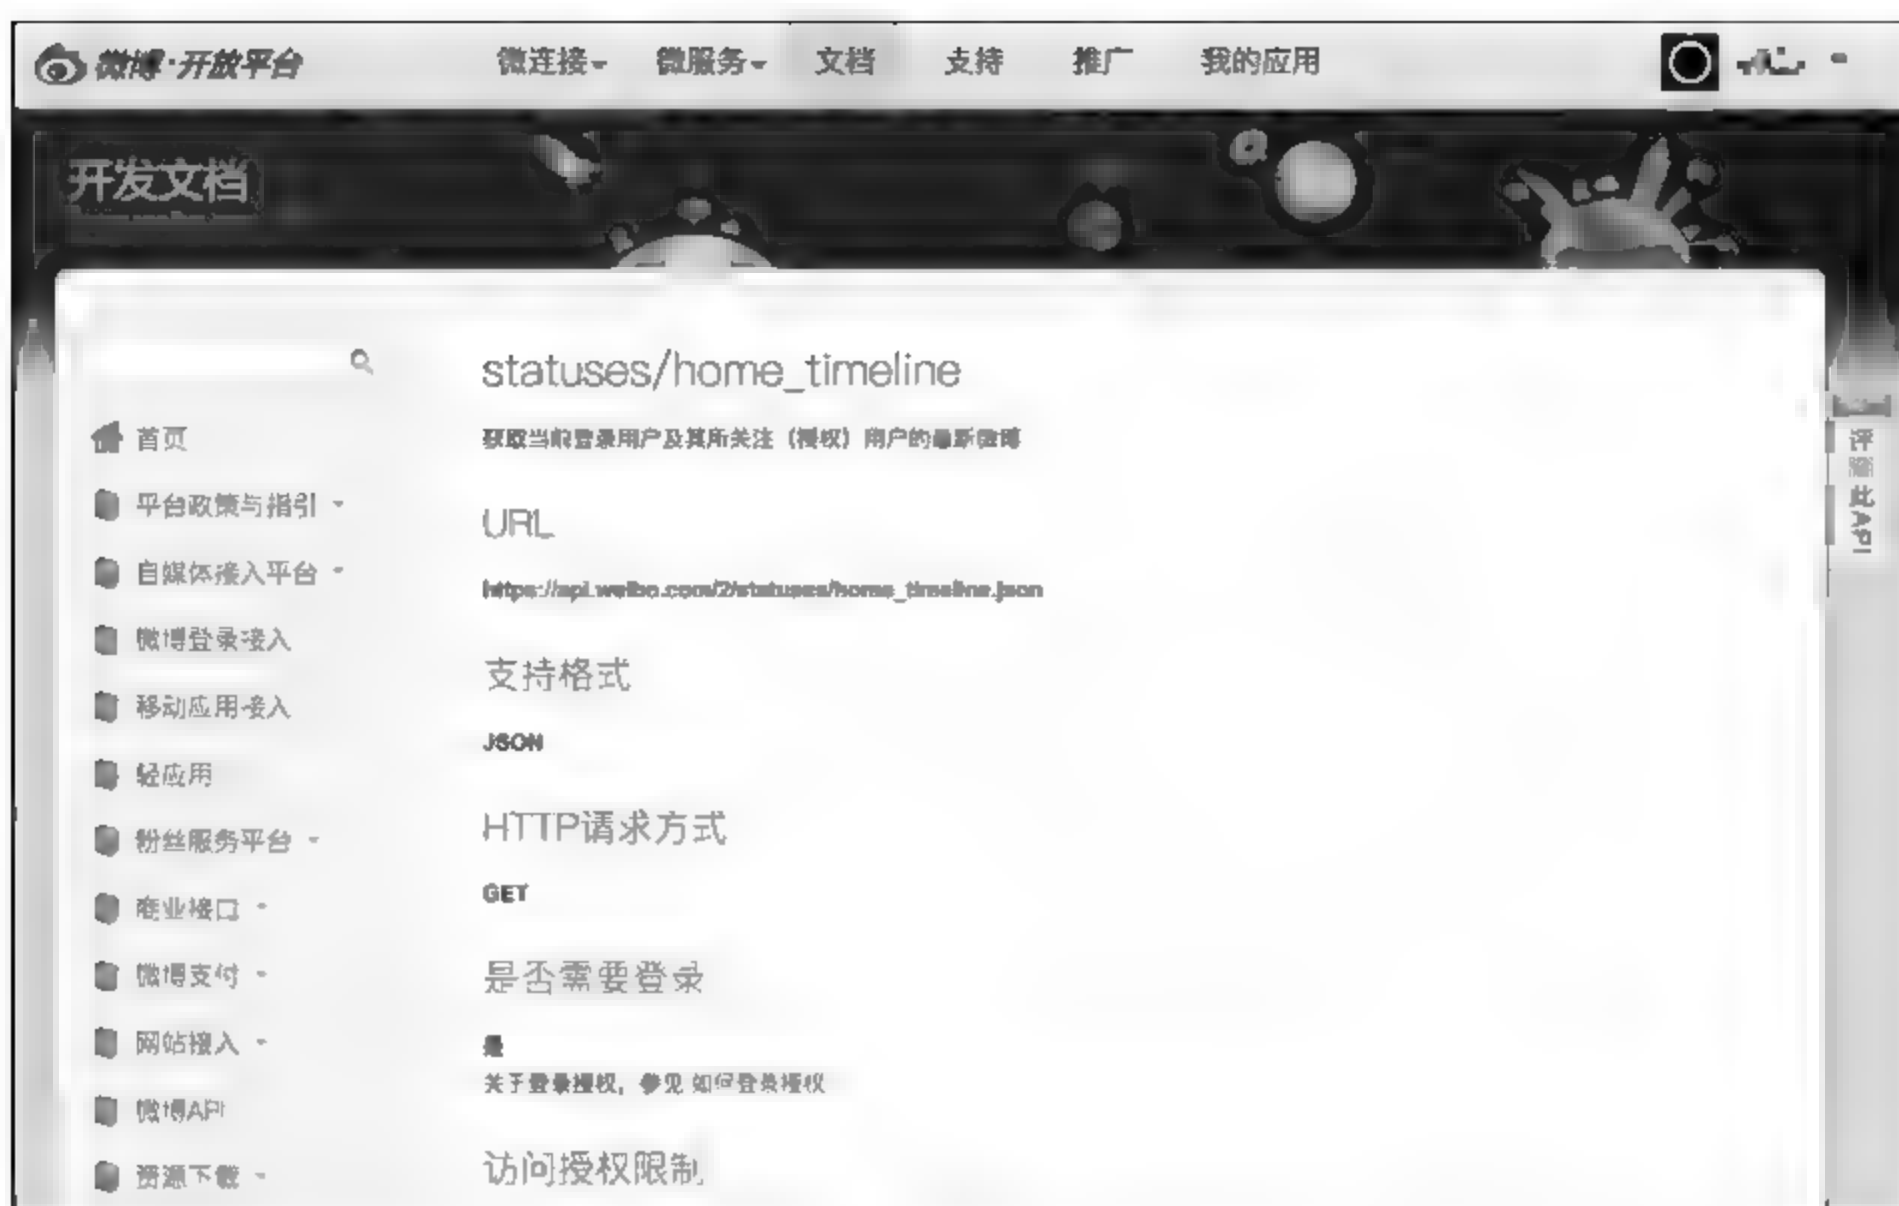 微博·开放平台 微连接 微服务 文档 支持 推广 我的应用
开发文档
首页
平台政策与指引
自媒体接入平台
微博登录接入
移动应用接入
轻应用
粉丝服务平台
商业接口
微博支付
网站接入
微博API
资源下载
statuses/home_timeline
获取当前登录用户及其所关注（授权）用户的最新微博
URL
https://api.weibo.com/2/statuses/home_timeline.json
支持格式
JSON
HTTP请求方式
GET
是否需要登录
是
关于登录授权，参见 如何登录授权
访问授权限制
此API